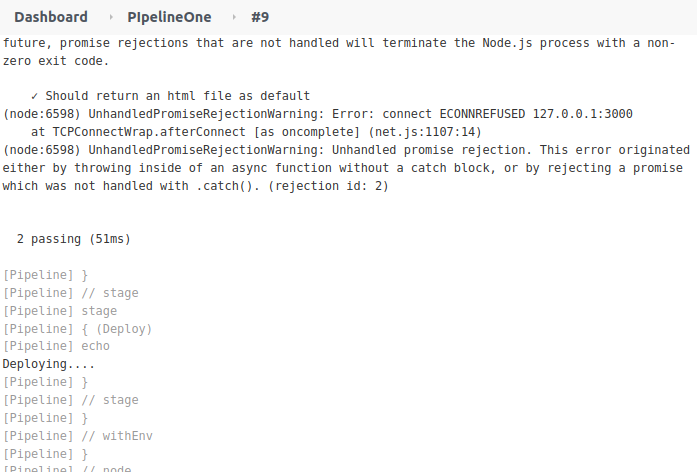 Dashboard › PIpelineOne › #9
future, promise rejections that are not handled will terminate the Node.js process with a non-
zero exit code.
✓ Should return an html file as default
(node:6598) UnhandledPromiseRejectionWarning: Error: connect ECONNREFUSED 127.0.0.1:3000
at TCPConnectWrap.afterConnect [as oncomplete] (net.js:1107:14)
(node:6598) UnhandledPromiseRejectionWarning: Unhandled promise rejection. This error originated
either by throwing inside of an async function without a catch block, or by rejecting a promise
which was not handled with .catch(). (rejection id: 2)
2 passing (51ms)
[Pipeline] }
[Pipeline] // stage
[Pipeline] stage
[Pipeline] { (Deploy)
[Pipeline] echo
Deploying....
[Pipeline] }
[Pipeline] // stage
[Pipeline] }
[Pipeline] // withEnv
[Pipeline] }
[Pipeline] // node